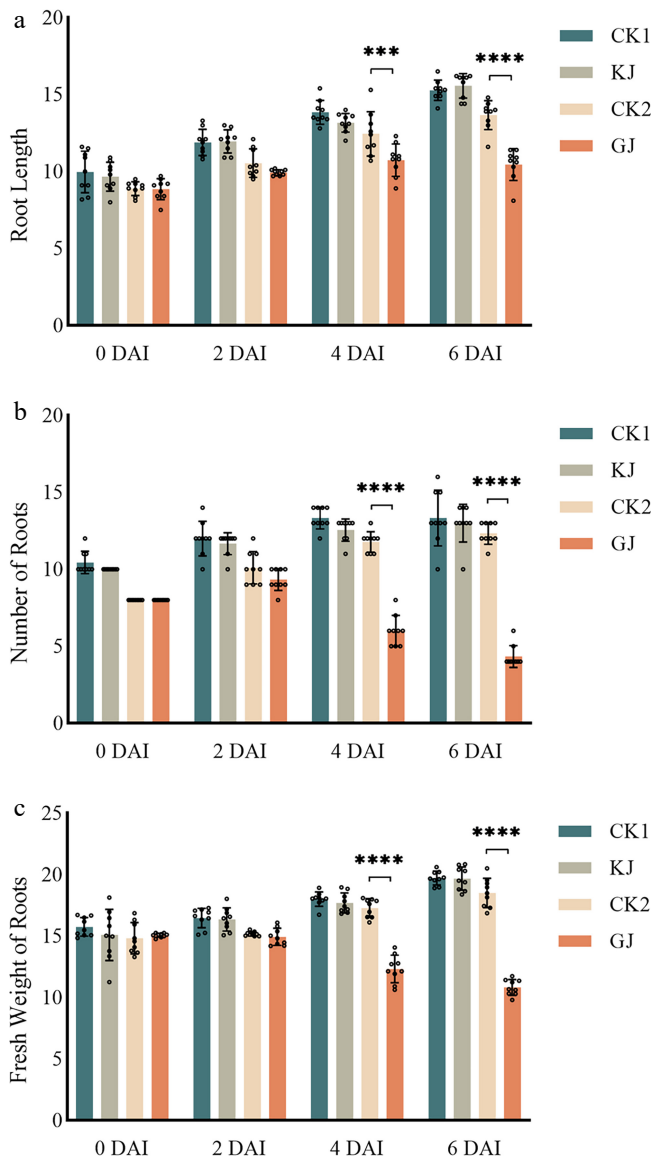 a
20
15
10
5
0
Root Length
***
****
0 DAI
2 DAI
4 DAI
6 DAI
CK1
KJ
CK2
GJ
b
20
15
10
5
0
Number of Roots
****
****
0 DAI
2 DAI
4 DAI
6 DAI
CK1
KJ
CK2
GJ
c
25
20
15
10
5
0
Fresh Weight of Roots
****
****
0 DAI
2 DAI
4 DAI
6 DAI
CK1
KJ
CK2
GJ